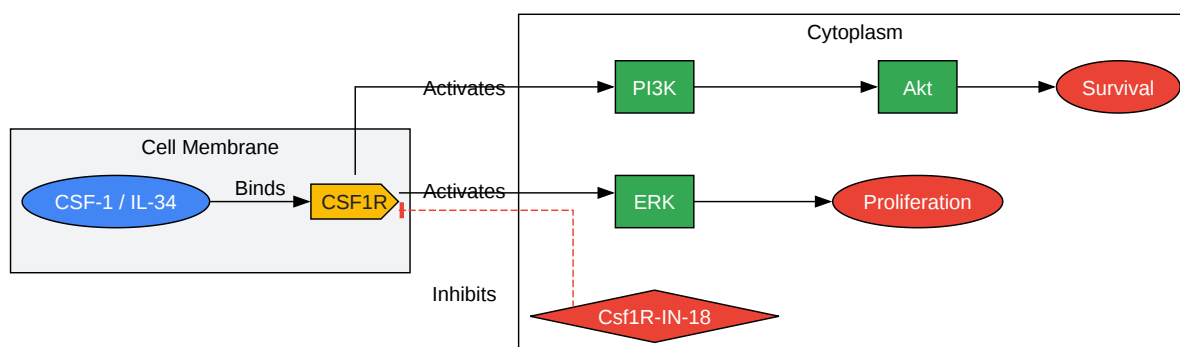 Cytoplasm
Activates
PI3K
Akt
Survival
Cell Membrane
CSF-1 / IL-34
Binds
CSF1R
Activates
ERK
Proliferation
Inhibits
Csf1R-IN-18